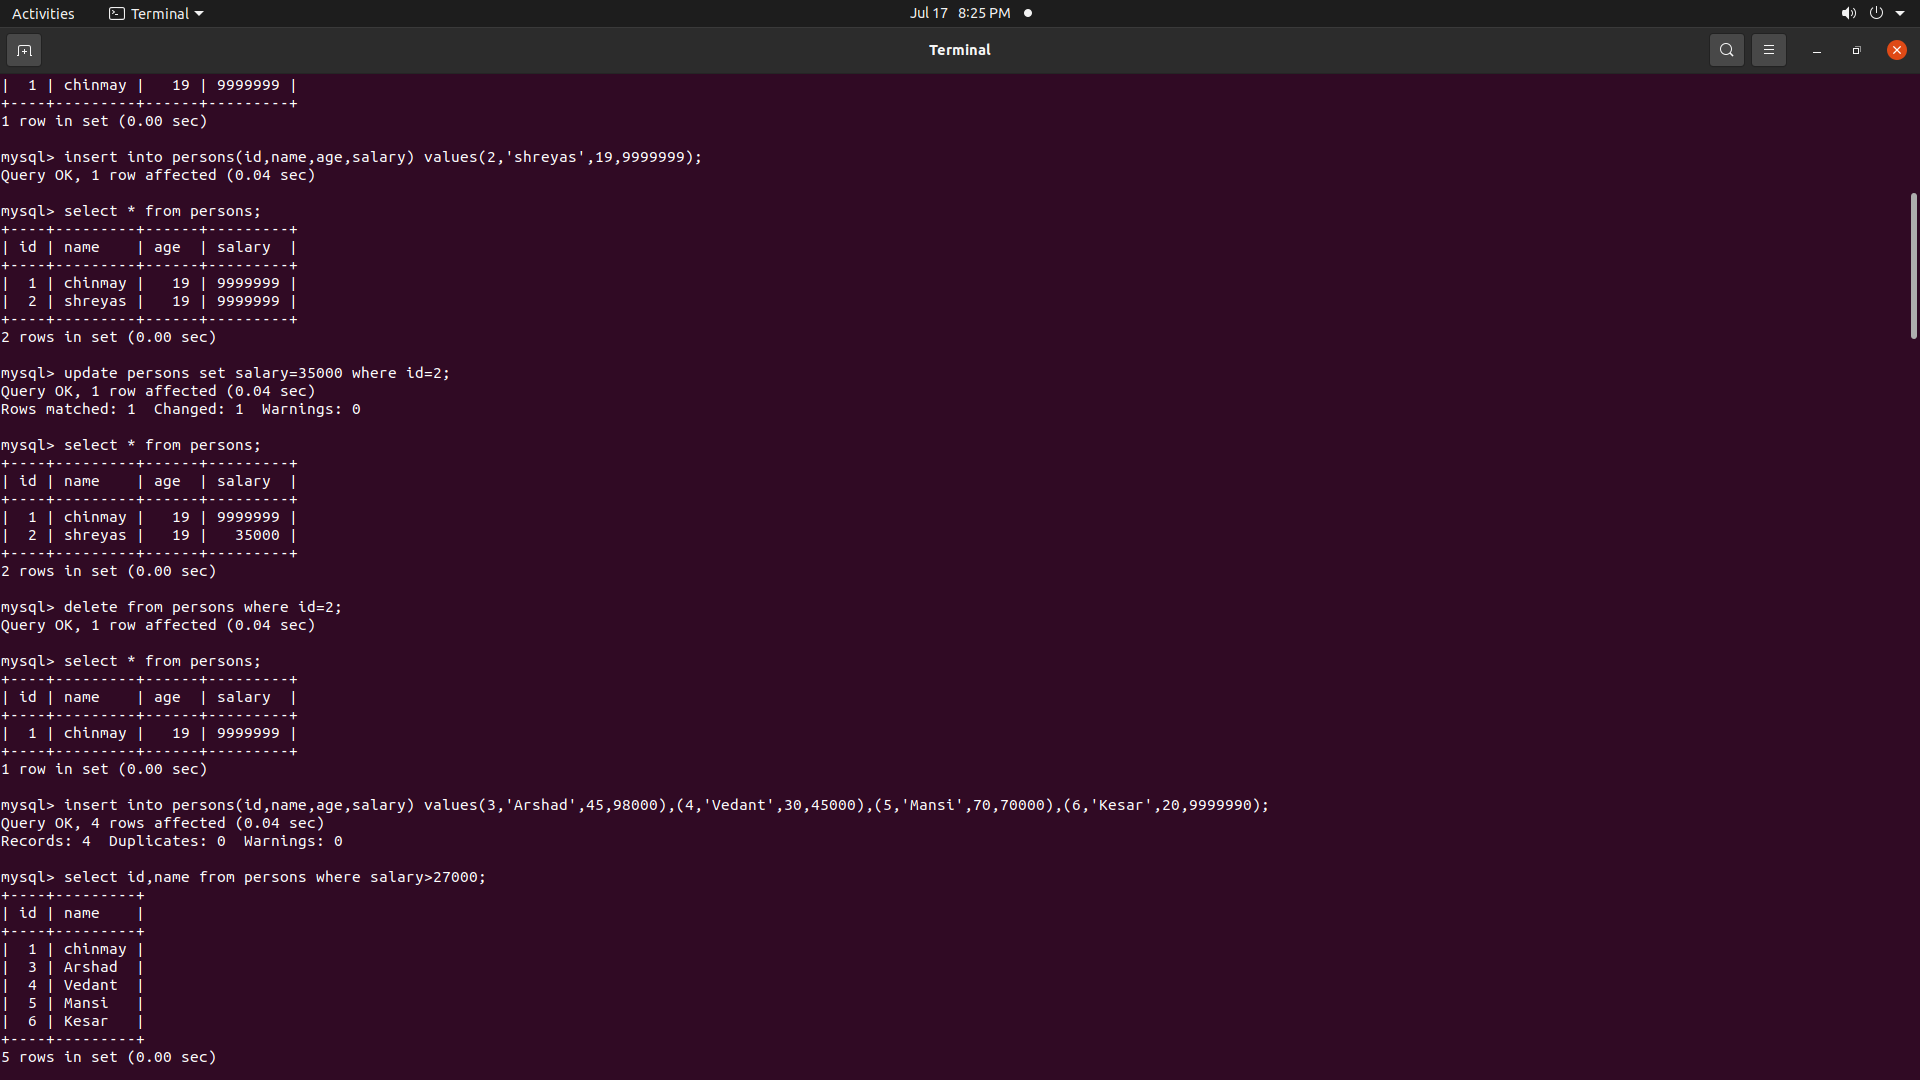 Activities Terminal Jul 17 8:25 PM
Terminal
|  1 | chinmay |   19 | 9999999 |
+----+---------+------+---------+
1 row in set (0.00 sec)

mysql> insert into persons(id,name,age,salary) values(2,'shreyas',19,9999999);
Query OK, 1 row affected (0.04 sec)

mysql> select * from persons;
+----+---------+------+---------+
| id | name    | age  | salary  |
+----+---------+------+---------+
|  1 | chinmay |   19 | 9999999 |
|  2 | shreyas |   19 | 9999999 |
+----+---------+------+---------+
2 rows in set (0.00 sec)

mysql> update persons set salary=35000 where id=2;
Query OK, 1 row affected (0.04 sec)
Rows matched: 1  Changed: 1  Warnings: 0

mysql> select * from persons;
+----+---------+------+---------+
| id | name    | age  | salary  |
+----+---------+------+---------+
|  1 | chinmay |   19 | 9999999 |
|  2 | shreyas |   19 |   35000 |
+----+---------+------+---------+
2 rows in set (0.00 sec)

mysql> delete from persons where id=2;
Query OK, 1 row affected (0.04 sec)

mysql> select * from persons;
+----+---------+------+---------+
| id | name    | age  | salary  |
+----+---------+------+---------+
|  1 | chinmay |   19 | 9999999 |
+----+---------+------+---------+
1 row in set (0.00 sec)

mysql> insert into persons(id,name,age,salary) values(3,'Arshad',45,98000),(4,'Vedant',30,45000),(5,'Mansi',70,70000),(6,'Kesar',20,9999990);
Query OK, 4 rows affected (0.04 sec)
Records: 4  Duplicates: 0  Warnings: 0

mysql> select id,name from persons where salary>27000;
+----+---------+
| id | name    |
+----+---------+
|  1 | chinmay |
|  3 | Arshad  |
|  4 | Vedant  |
|  5 | Mansi   |
|  6 | Kesar   |
+----+---------+
5 rows in set (0.00 sec)